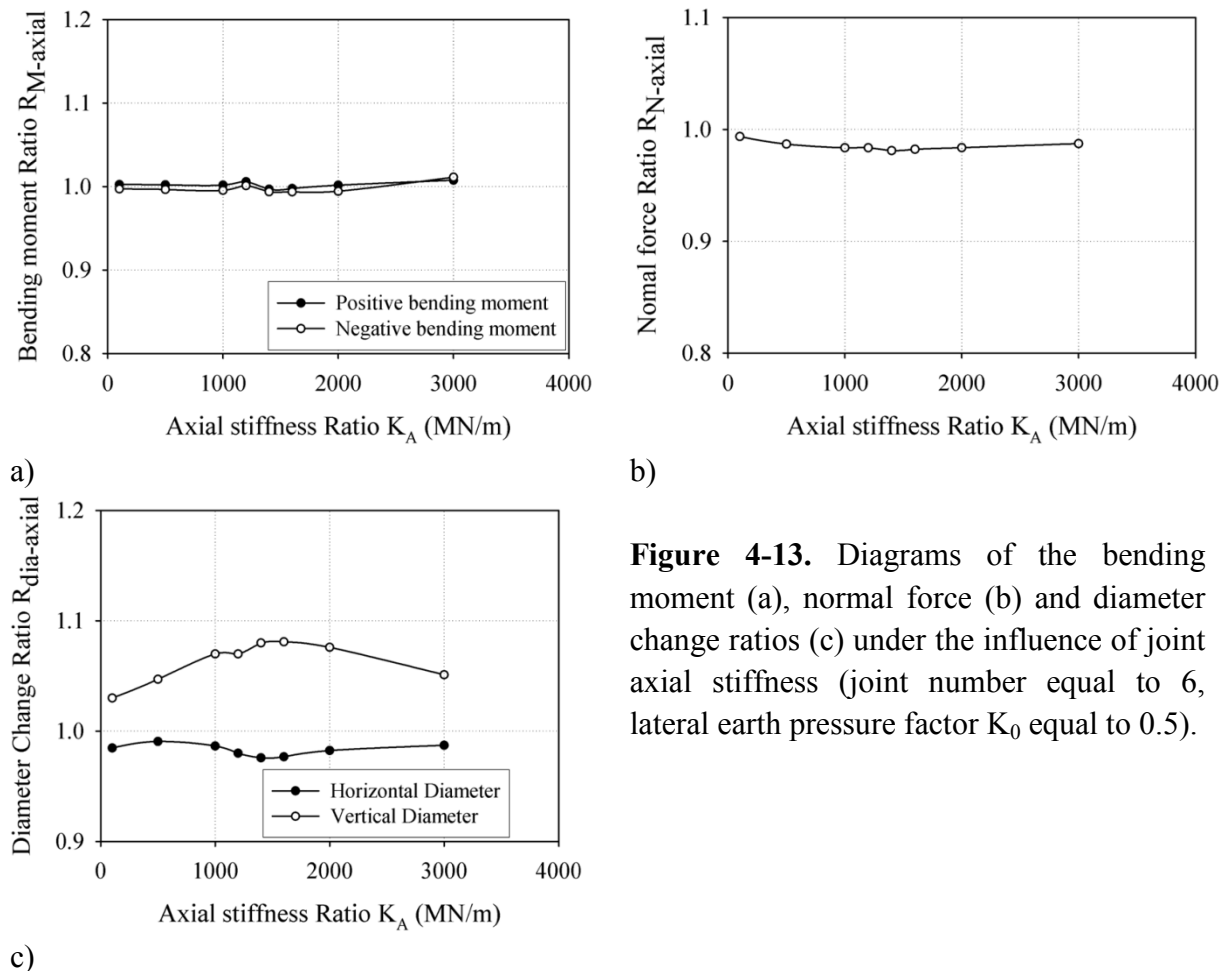 1.2
1.1
1.0
0.9
0.8
0 1000 2000 3000 4000
Bending moment Ratio RM-axial
Axial stiffness Ratio KA (MN/m)
Positive bending moment
Negative bending moment
a)
1.1
1.0
0.9
0.8
0 1000 2000 3000 4000
Nomal force Ratio RN-axial
Axial stiffness Ratio KA (MN/m)
b)
1.2
1.1
1.0
0.9
0 1000 2000 3000 4000
Diameter Change Ratio Rdia-axial
Axial stiffness Ratio KA (MN/m)
Horizontal Diameter
Vertical Diameter
c)
Figure 4-13. Diagrams of the bending
moment (a), normal force (b) and diameter
change ratios (c) under the influence of joint
axial stiffness (joint number equal to 6,
lateral earth pressure factor K0 equal to 0.5).